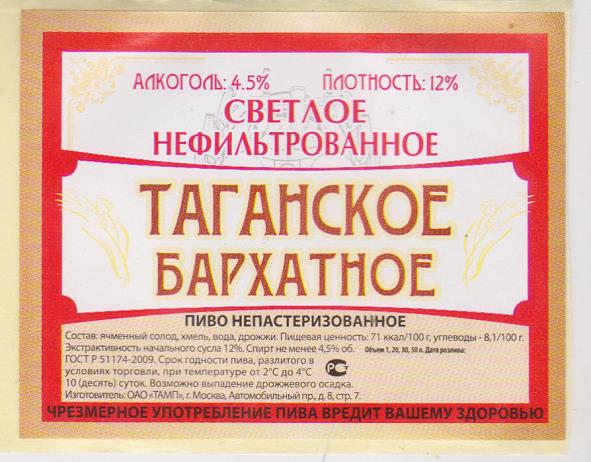 АЛКОГОЛЬ: 4.5% ПЛОТНОСТЬ: 12%
СВЕТЛОЕ
НЕФИЛЬТРОВАННОЕ
ТАГАНСКОЕ
БАРХАТНОЕ
ПИВО НЕПАСТЕРИЗОВАННОЕ
Состав: ячменный солод, хмель, вода, дрожжи. Пищевая ценность: 71 ккал/100 г, углеводы - 8,1/100 г.
Экстрактивность начального сусла 12%. Спирт не менее 4,5% об. Объем 1, 20, 30, 50 л. Дата розлива:
ГОСТ Р 51174-2009. Срок годности пива, разлитого в
условиях торговли, при температуре от 2°С до 4°С
10 (десять) суток. Возможно выпадение дрожжевого осадка.
Изготовитель: ОАО «ТАМП», г. Москва, Автомобильный пр., д. 8, стр. 7.
ЧРЕЗМЕРНОЕ УПОТРЕБЛЕНИЕ ПИВА ВРЕДИТ ВАШЕМУ ЗДОРОВЬЮ